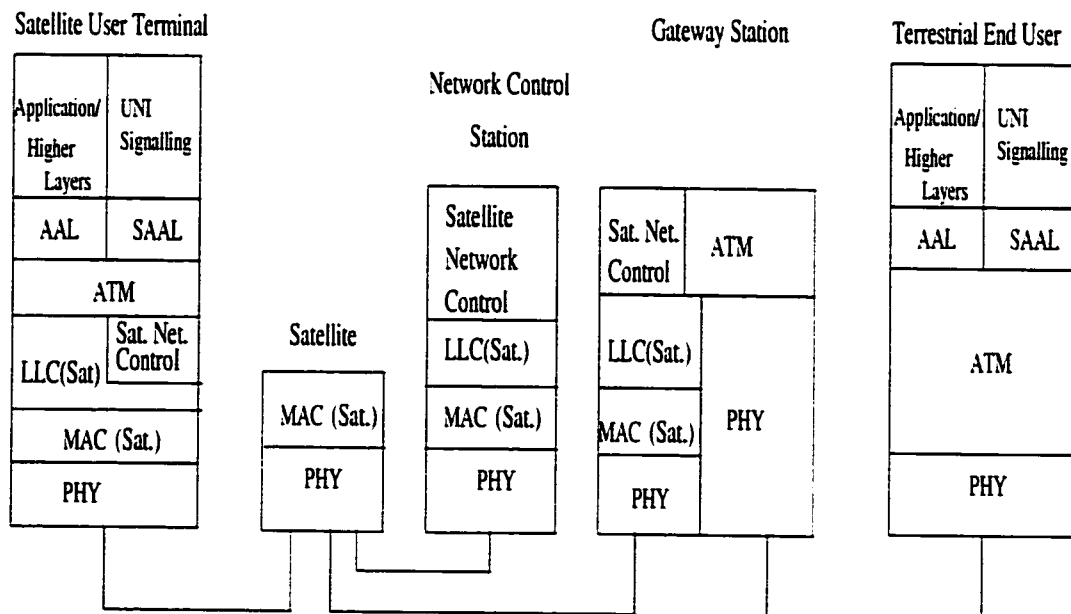 Satellite User Terminal
Application/
Higher
Layers
UNI
Signalling
AAL
SAAL
ATM
LLC(Sat)
Sat. Net.
Control
MAC (Sat.)
PHY
Satellite
MAC (Sat.)
PHY
Network Control
Station
Satellite
Network
Control
LLC(Sat.)
MAC (Sat.)
PHY
Gateway Station
Sat. Net.
Control
ATM
LLC(Sat.)
MAC (Sat.)
PHY
PHY
Terrestrial End User
Application/
Higher
Layers
UNI
Signalling
AAL
SAAL
ATM
PHY